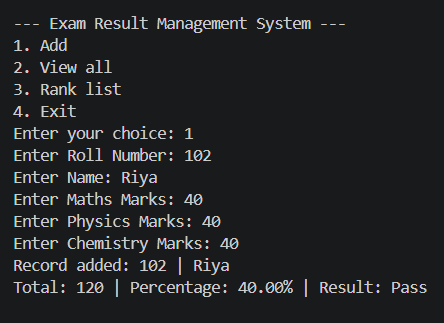 --- Exam Result Management System ---
1. Add
2. View all
3. Rank list
4. Exit
Enter your choice: 1
Enter Roll Number: 102
Enter Name: Riya
Enter Maths Marks: 40
Enter Physics Marks: 40
Enter Chemistry Marks: 40
Record added: 102 | Riya
Total: 120 | Percentage: 40.00% | Result: Pass